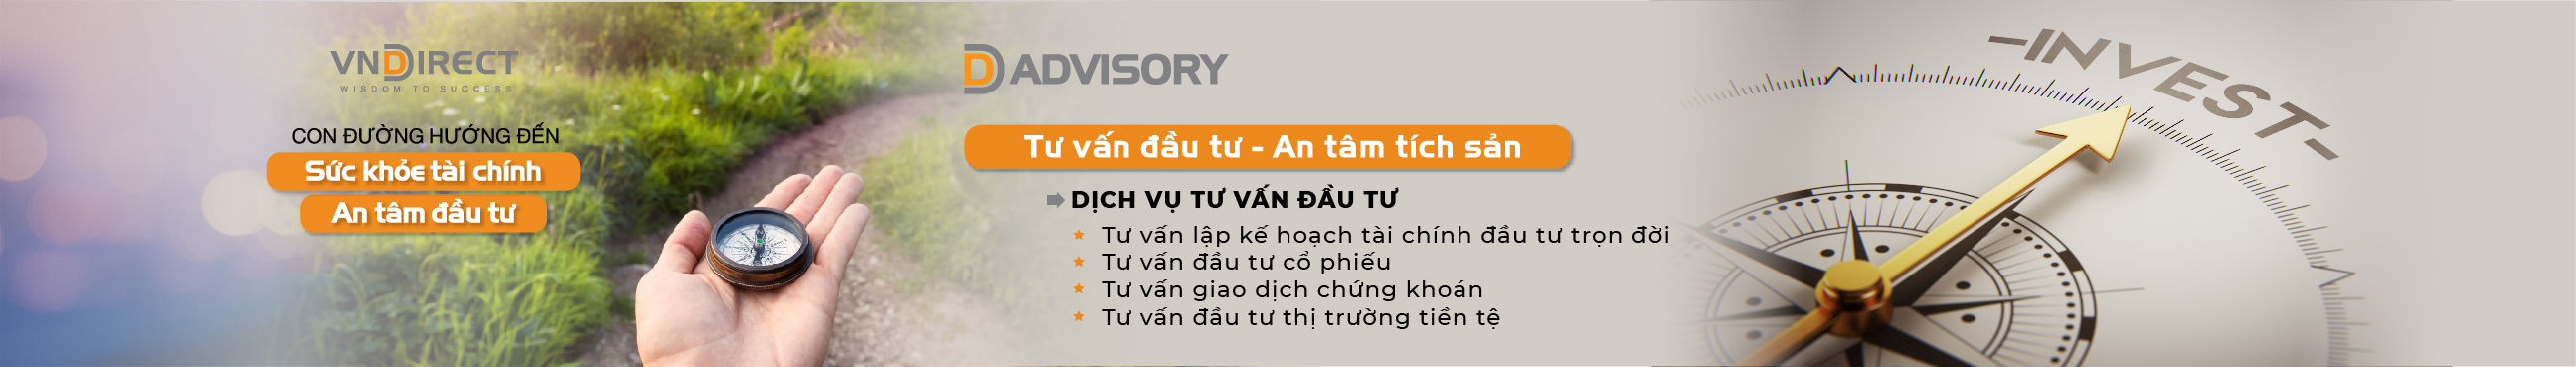 VNDIRECT
WISDOM TO SUCCESS
CON ĐƯỜNG HƯỚNG ĐẾN
Sức khỏe tài chính
An tâm đầu tư
D ADVISORY
Tư vấn đầu tư - An tâm tích sản
DỊCH VỤ TƯ VẤN ĐẦU TƯ
Tư vấn lập kế hoạch tài chính đầu tư trọn đời
Tư vấn đầu tư cổ phiếu
Tư vấn giao dịch chứng khoán
Tư vấn đầu tư thị trường tiền tệ
-INVEST-